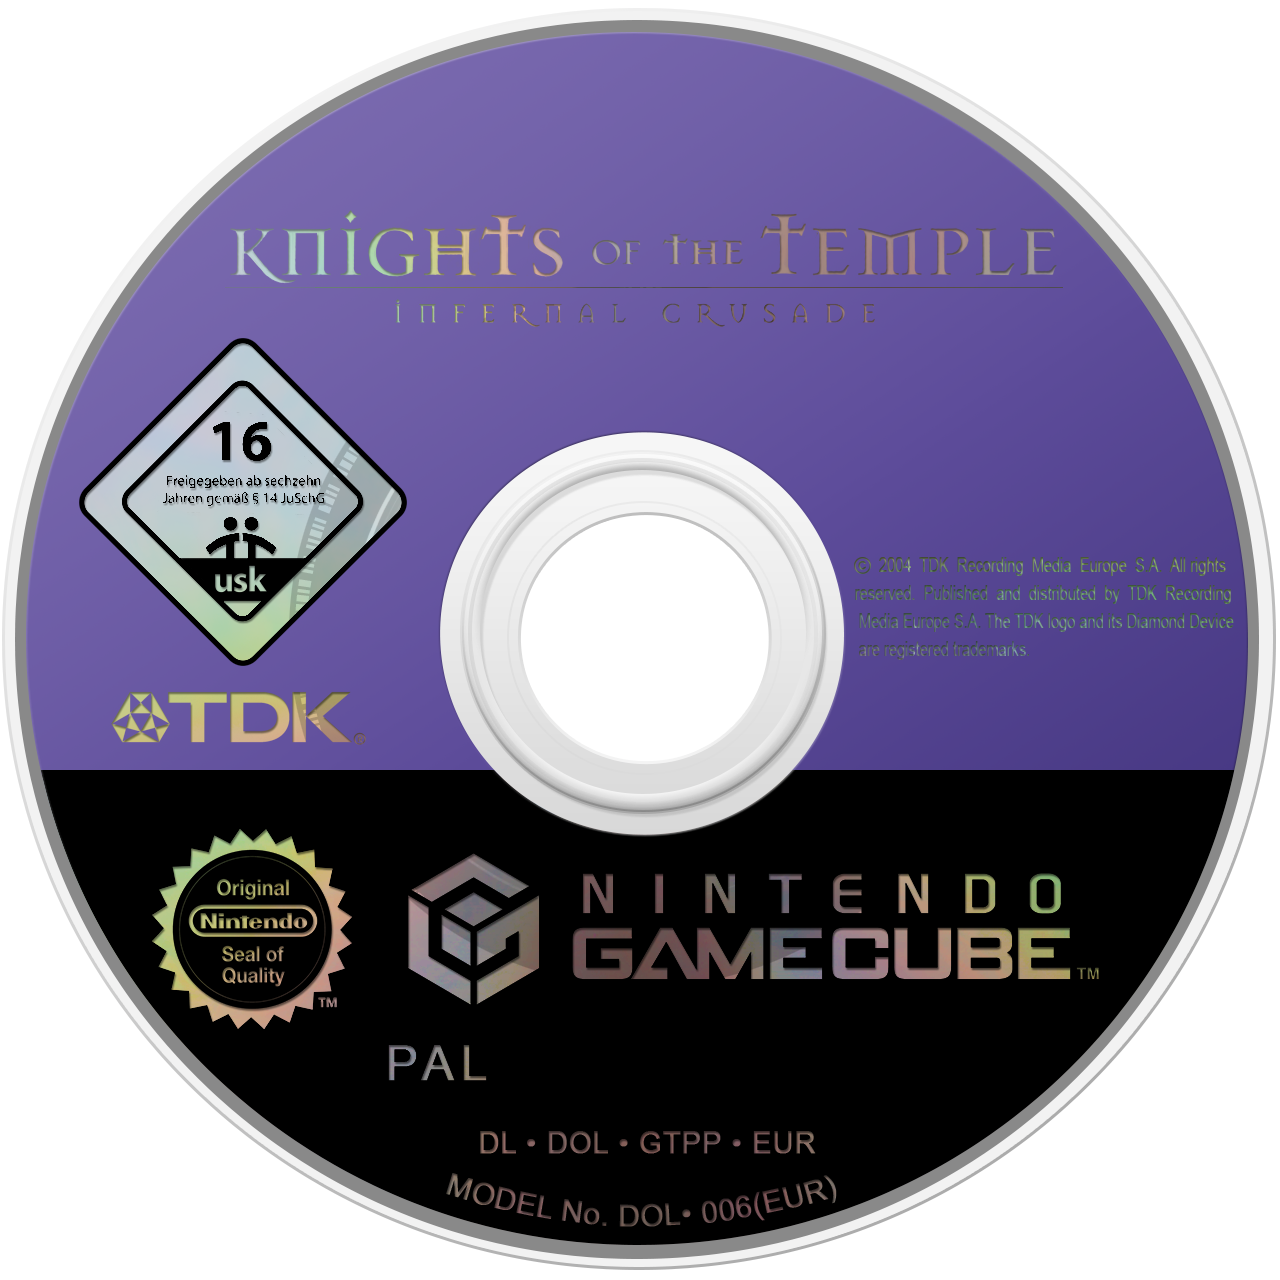 KNIGHTS OF THE TEMPLE
INFERNAL CRUSADE
16
Freigegeben ab sechzehn
Jahren gemäß § 14 JuSchG
usk
© 2004 TDK Recording Media Europe S.A. All rights
reserved. Published and distributed by TDK Recording
Media Europe S.A. The TDK logo and its Diamond Device
are registered trademarks.
TDK®
Original
Nintendo
Seal of
Quality
TM
NINTENDO
GAMECUBE™
PAL
DL • DOL • GTPP • EUR
MODEL No. DOL• 006(EUR)